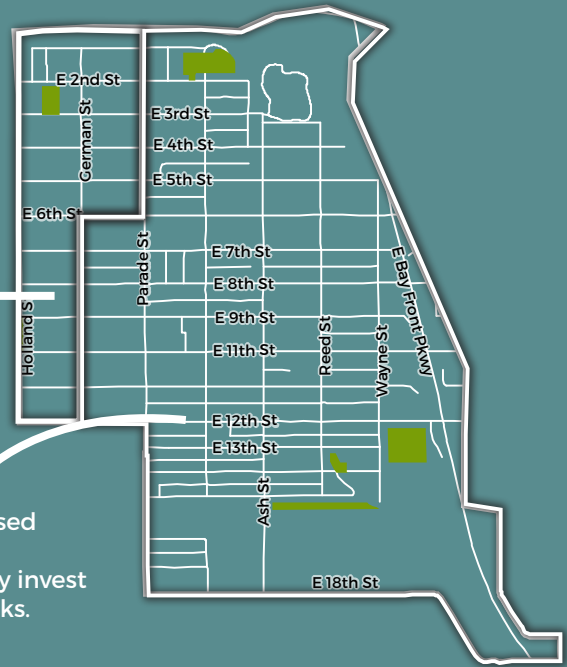 E 2nd St
German St
E 3rd St
E 4th St
E 5th St
E 6th St
Parade St
E 7th St
E 8th St
E Bay Front Pkwy
Holland S
E 9th St
Reed St
Wayne St
E 11th St
E 12th St
E 13th St
Ash St
sed
y invest
ks.
E 18th St